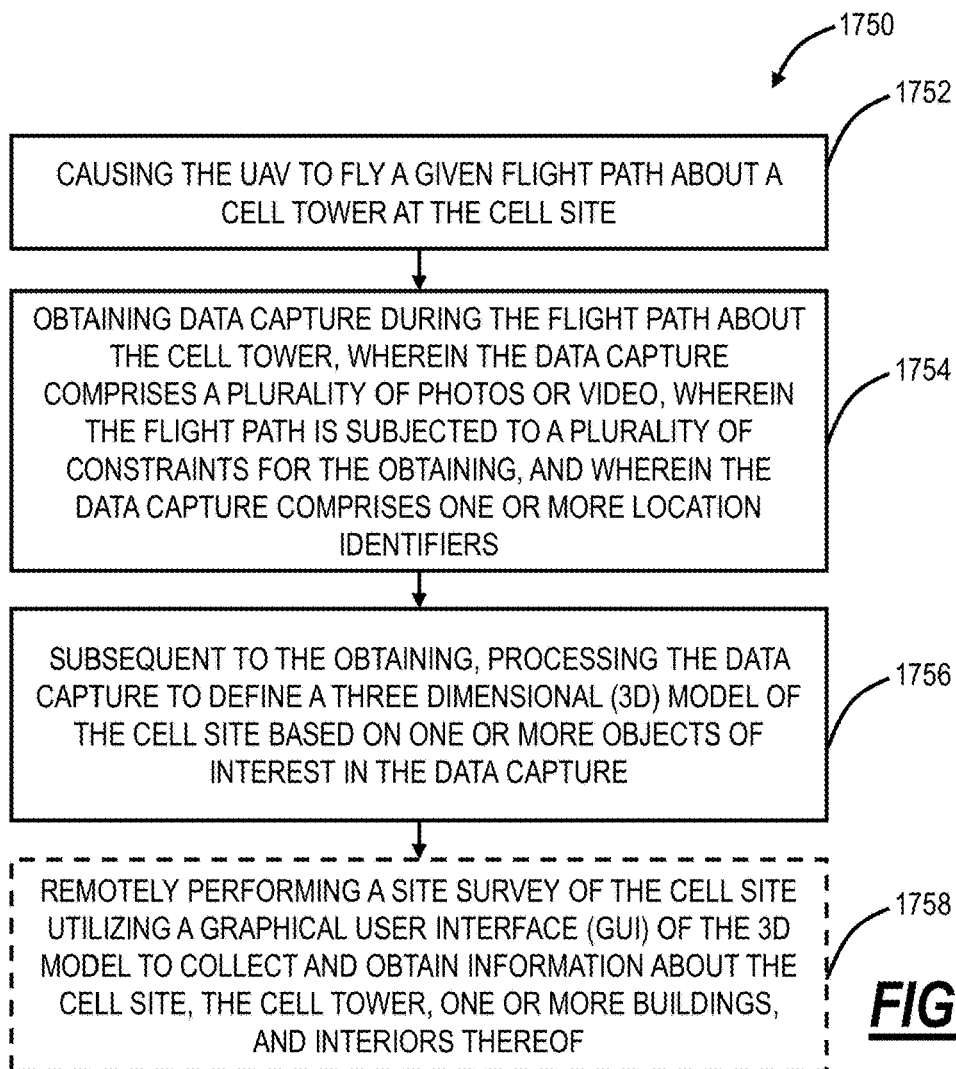 1750
1752
CAUSING THE UAV TO FLY A GIVEN FLIGHT PATH ABOUT A
CELL TOWER AT THE CELL SITE
OBTAINING DATA CAPTURE DURING THE FLIGHT PATH ABOUT
THE CELL TOWER, WHEREIN THE DATA CAPTURE
COMPRISES A PLURALITY OF PHOTOS OR VIDEO, WHEREIN
THE FLIGHT PATH IS SUBJECTED TO A PLURALITY OF
CONSTRAINTS FOR THE OBTAINING, AND WHEREIN THE
DATA CAPTURE COMPRISES ONE OR MORE LOCATION
IDENTIFIERS
1754
SUBSEQUENT TO THE OBTAINING, PROCESSING THE DATA
CAPTURE TO DEFINE A THREE DIMENSIONAL (3D) MODEL OF
THE CELL SITE BASED ON ONE OR MORE OBJECTS OF
INTEREST IN THE DATA CAPTURE
1756
REMOTELY PERFORMING A SITE SURVEY OF THE CELL SITE
UTILIZING A GRAPHICAL USER INTERFACE (GUI) OF THE 3D
MODEL TO COLLECT AND OBTAIN INFORMATION ABOUT THE
CELL SITE, THE CELL TOWER, ONE OR MORE BUILDINGS,
AND INTERIORS THEREOF
1758
FIG